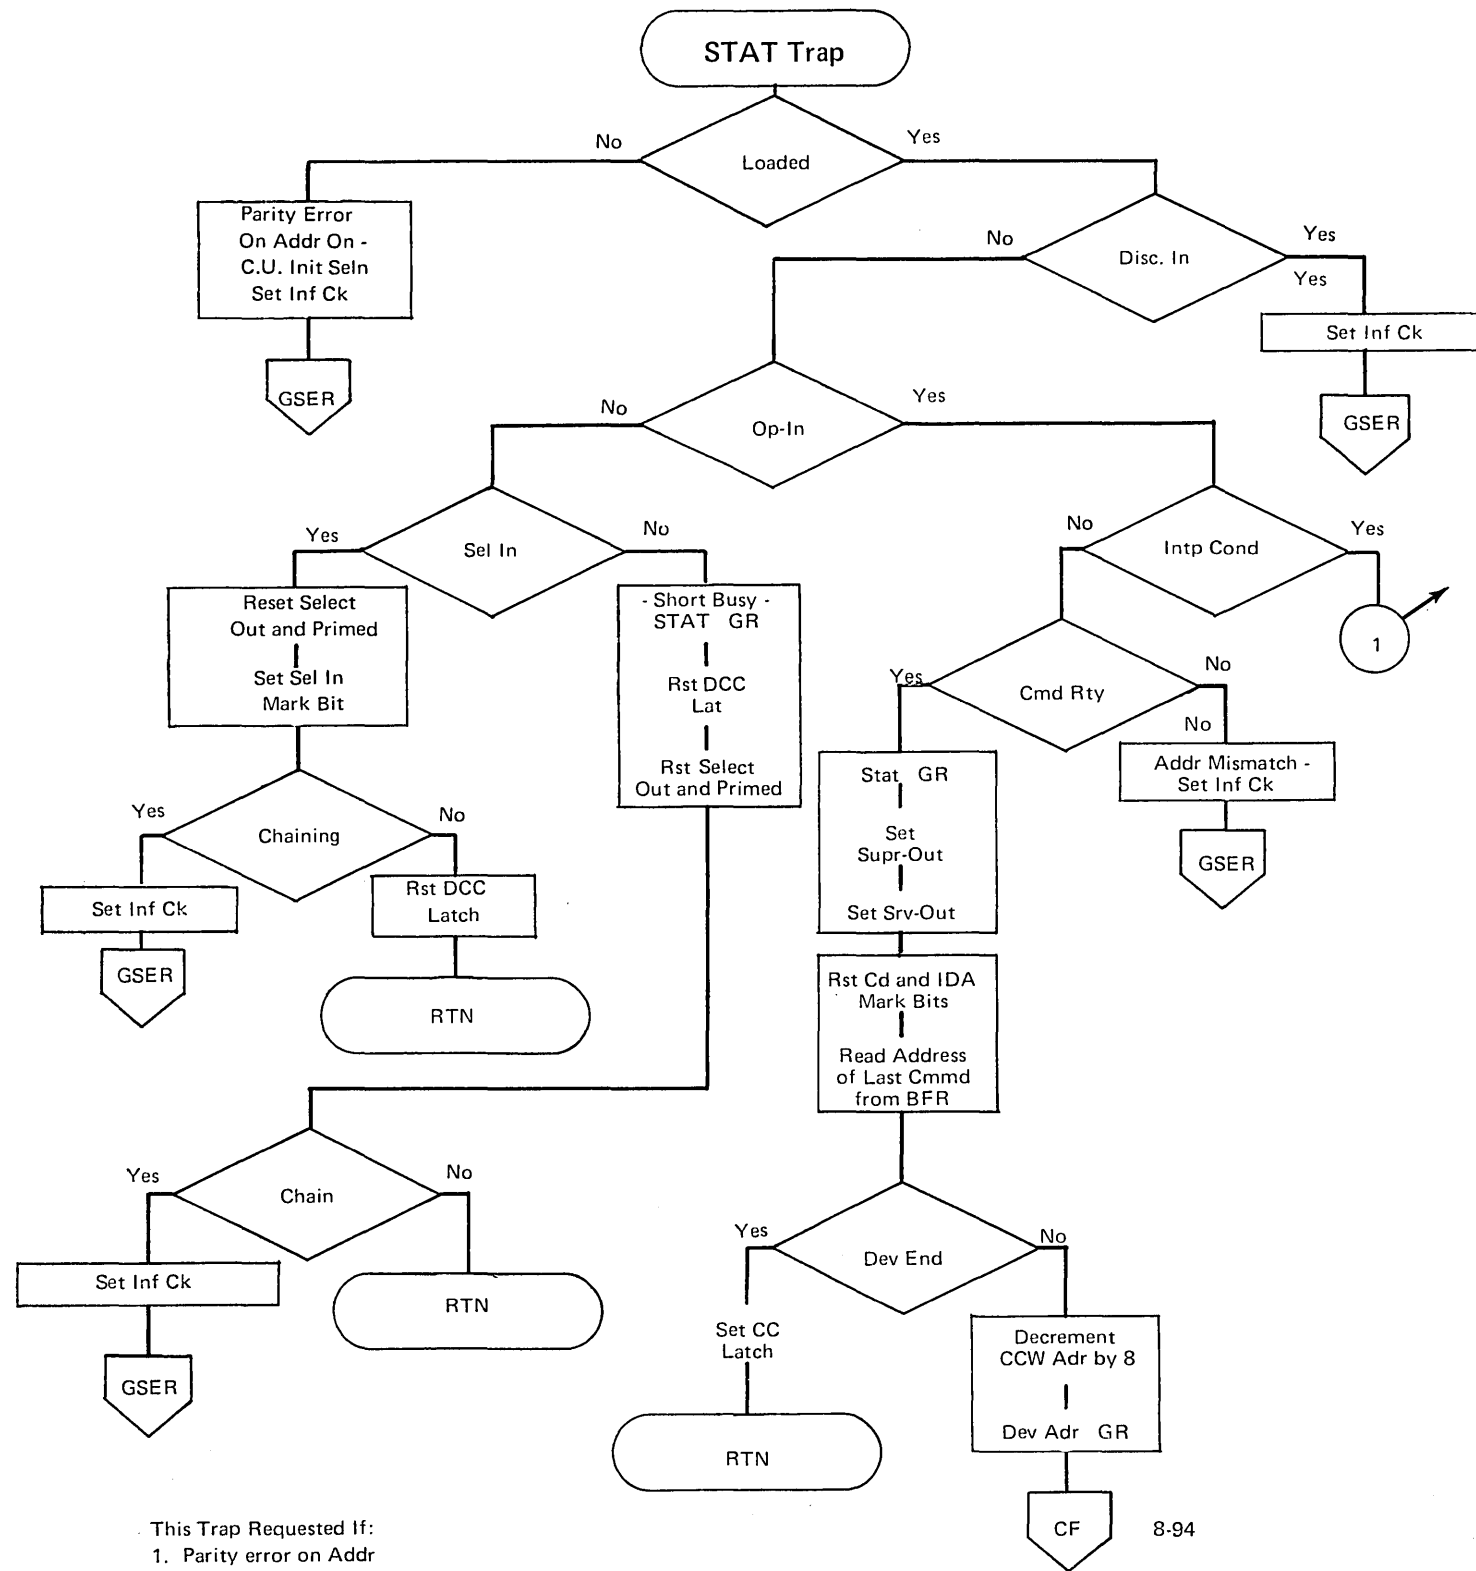 STAT Trap
No
Yes
Loaded
Parity Error
On Addr On -
C.U. Init Seln
Set Inf Ck
GSER
No
Yes
Yes
Disc. In
Set Inf Ck
GSER
No
Yes
Op-In
Yes
No
Sel In
No
Yes
Intp Cond
1
Reset Select
Out and Primed
Set Sel In
Mark Bit
- Short Busy -
STAT GR
Rst DCC
Lat
Rst Select
Out and Primed
Yes
No
No
Cmd Rty
Addr Mismatch -
Set Inf Ck
GSER
Yes
No
Chaining
Set Inf Ck
GSER
Rst DCC
Latch
RTN
Stat GR
Set
Supr-Out
Set Srv-Out
Rst Cd and IDA
Mark Bits
Read Address
of Last Cmmd
from BFR
Yes
No
Chain
Set Inf Ck
GSER
RTN
Yes
No
Dev End
Set CC
Latch
RTN
Decrement
CCW Adr by 8
Dev Adr GR
CF
8-94
This Trap Requested If:
1. Parity error on Addr